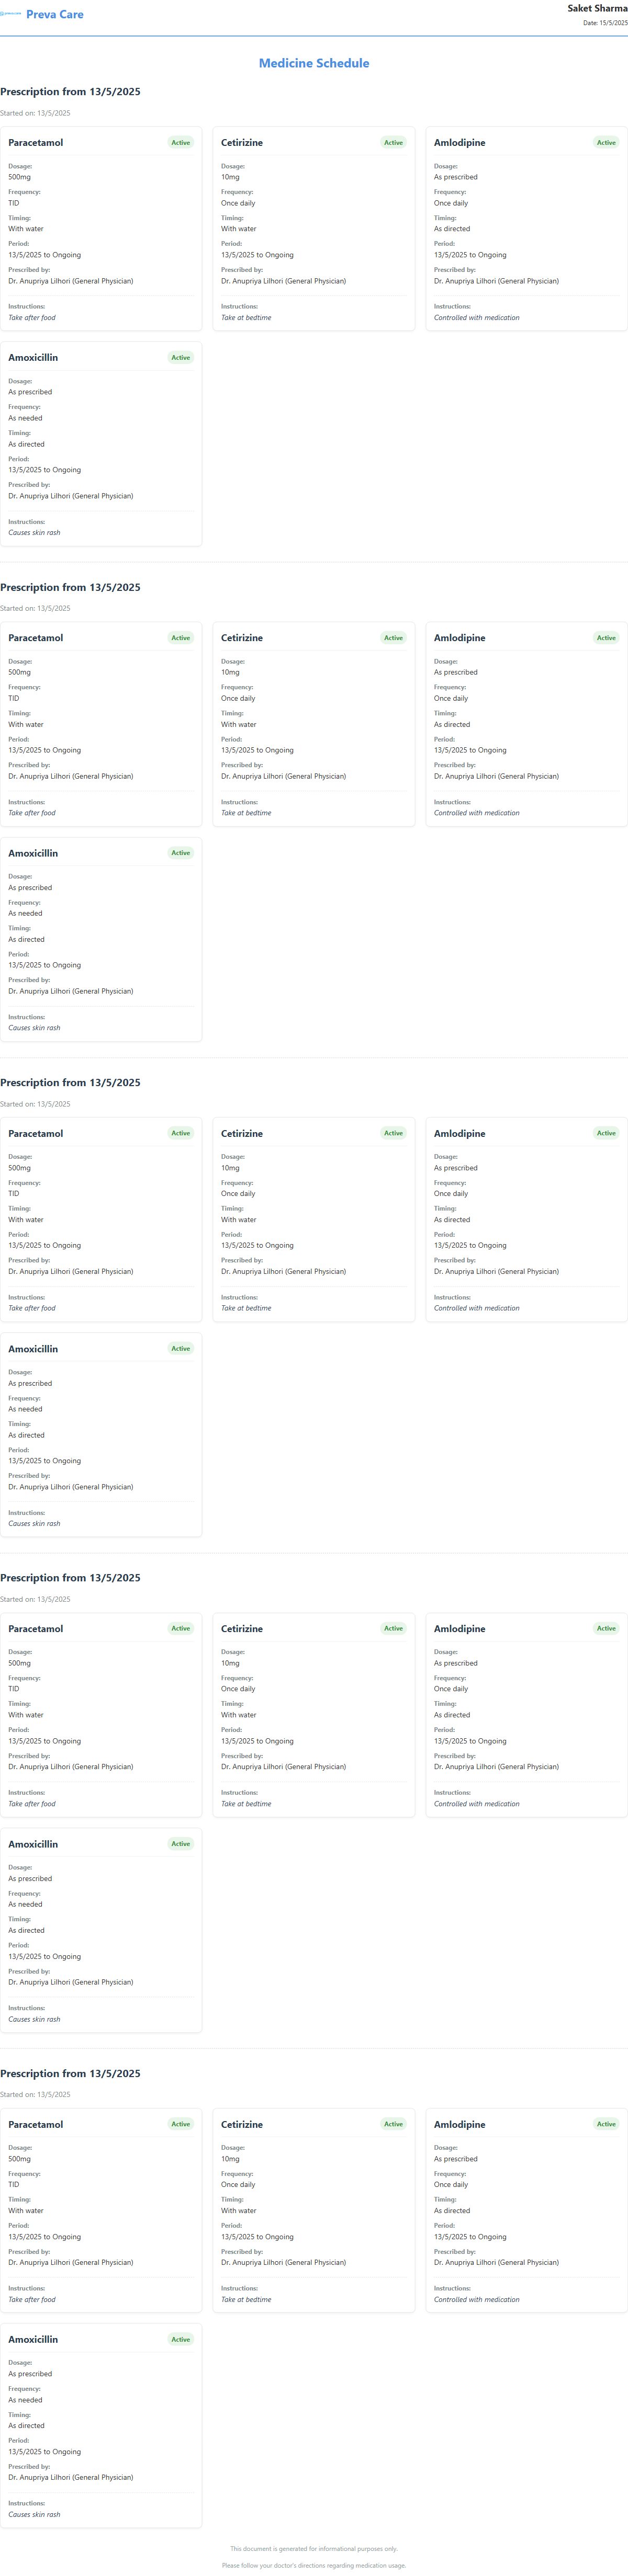 Preva Care
Saket Sharma
Date: 15/5/2025
Medicine Schedule
Prescription from 13/5/2025
Started on: 13/5/2025
Paracetamol
Active
Dosage:
500mg
Frequency:
TID
Timing:
With water
Period:
13/5/2025 to Ongoing
Prescribed by:
Dr. Anupriya Lilhori (General Physician)
Instructions:
Take after food
Cetirizine
Active
Dosage:
10mg
Frequency:
Once daily
Timing:
With water
Period:
13/5/2025 to Ongoing
Prescribed by:
Dr. Anupriya Lilhori (General Physician)
Instructions:
Take at bedtime
Amlodipine
Active
Dosage:
As prescribed
Frequency:
Once daily
Timing:
As directed
Period:
13/5/2025 to Ongoing
Prescribed by:
Dr. Anupriya Lilhori (General Physician)
Instructions:
Controlled with medication
Amoxicillin
Active
Dosage:
As prescribed
Frequency:
As needed
Timing:
As directed
Period:
13/5/2025 to Ongoing
Prescribed by:
Dr. Anupriya Lilhori (General Physician)
Instructions:
Causes skin rash
Prescription from 13/5/2025
Started on: 13/5/2025
Paracetamol
Active
Dosage:
500mg
Frequency:
TID
Timing:
With water
Period:
13/5/2025 to Ongoing
Prescribed by:
Dr. Anupriya Lilhori (General Physician)
Instructions:
Take after food
Cetirizine
Active
Dosage:
10mg
Frequency:
Once daily
Timing:
With water
Period:
13/5/2025 to Ongoing
Prescribed by:
Dr. Anupriya Lilhori (General Physician)
Instructions:
Take at bedtime
Amlodipine
Active
Dosage:
As prescribed
Frequency:
Once daily
Timing:
As directed
Period:
13/5/2025 to Ongoing
Prescribed by:
Dr. Anupriya Lilhori (General Physician)
Instructions:
Controlled with medication
Amoxicillin
Active
Dosage:
As prescribed
Frequency:
As needed
Timing:
As directed
Period:
13/5/2025 to Ongoing
Prescribed by:
Dr. Anupriya Lilhori (General Physician)
Instructions:
Causes skin rash
Prescription from 13/5/2025
Started on: 13/5/2025
Paracetamol
Active
Dosage:
500mg
Frequency:
TID
Timing:
With water
Period:
13/5/2025 to Ongoing
Prescribed by:
Dr. Anupriya Lilhori (General Physician)
Instructions:
Take after food
Cetirizine
Active
Dosage:
10mg
Frequency:
Once daily
Timing:
With water
Period:
13/5/2025 to Ongoing
Prescribed by:
Dr. Anupriya Lilhori (General Physician)
Instructions:
Take at bedtime
Amlodipine
Active
Dosage:
As prescribed
Frequency:
Once daily
Timing:
As directed
Period:
13/5/2025 to Ongoing
Prescribed by:
Dr. Anupriya Lilhori (General Physician)
Instructions:
Controlled with medication
Amoxicillin
Active
Dosage:
As prescribed
Frequency:
As needed
Timing:
As directed
Period:
13/5/2025 to Ongoing
Prescribed by:
Dr. Anupriya Lilhori (General Physician)
Instructions:
Causes skin rash
Prescription from 13/5/2025
Started on: 13/5/2025
Paracetamol
Active
Dosage:
500mg
Frequency:
TID
Timing:
With water
Period:
13/5/2025 to Ongoing
Prescribed by:
Dr. Anupriya Lilhori (General Physician)
Instructions:
Take after food
Cetirizine
Active
Dosage:
10mg
Frequency:
Once daily
Timing:
With water
Period:
13/5/2025 to Ongoing
Prescribed by:
Dr. Anupriya Lilhori (General Physician)
Instructions:
Take at bedtime
Amlodipine
Active
Dosage:
As prescribed
Frequency:
Once daily
Timing:
As directed
Period:
13/5/2025 to Ongoing
Prescribed by:
Dr. Anupriya Lilhori (General Physician)
Instructions:
Controlled with medication
Amoxicillin
Active
Dosage:
As prescribed
Frequency:
As needed
Timing:
As directed
Period:
13/5/2025 to Ongoing
Prescribed by:
Dr. Anupriya Lilhori (General Physician)
Instructions:
Causes skin rash
Prescription from 13/5/2025
Started on: 13/5/2025
Paracetamol
Active
Dosage:
500mg
Frequency:
TID
Timing:
With water
Period:
13/5/2025 to Ongoing
Prescribed by:
Dr. Anupriya Lilhori (General Physician)
Instructions:
Take after food
Cetirizine
Active
Dosage:
10mg
Frequency:
Once daily
Timing:
With water
Period:
13/5/2025 to Ongoing
Prescribed by:
Dr. Anupriya Lilhori (General Physician)
Instructions:
Take at bedtime
Amlodipine
Active
Dosage:
As prescribed
Frequency:
Once daily
Timing:
As directed
Period:
13/5/2025 to Ongoing
Prescribed by:
Dr. Anupriya Lilhori (General Physician)
Instructions:
Controlled with medication
Amoxicillin
Active
Dosage:
As prescribed
Frequency:
As needed
Timing:
As directed
Period:
13/5/2025 to Ongoing
Prescribed by:
Dr. Anupriya Lilhori (General Physician)
Instructions:
Causes skin rash
This document is generated for informational purposes only.
Please follow your doctor's directions regarding medication usage.